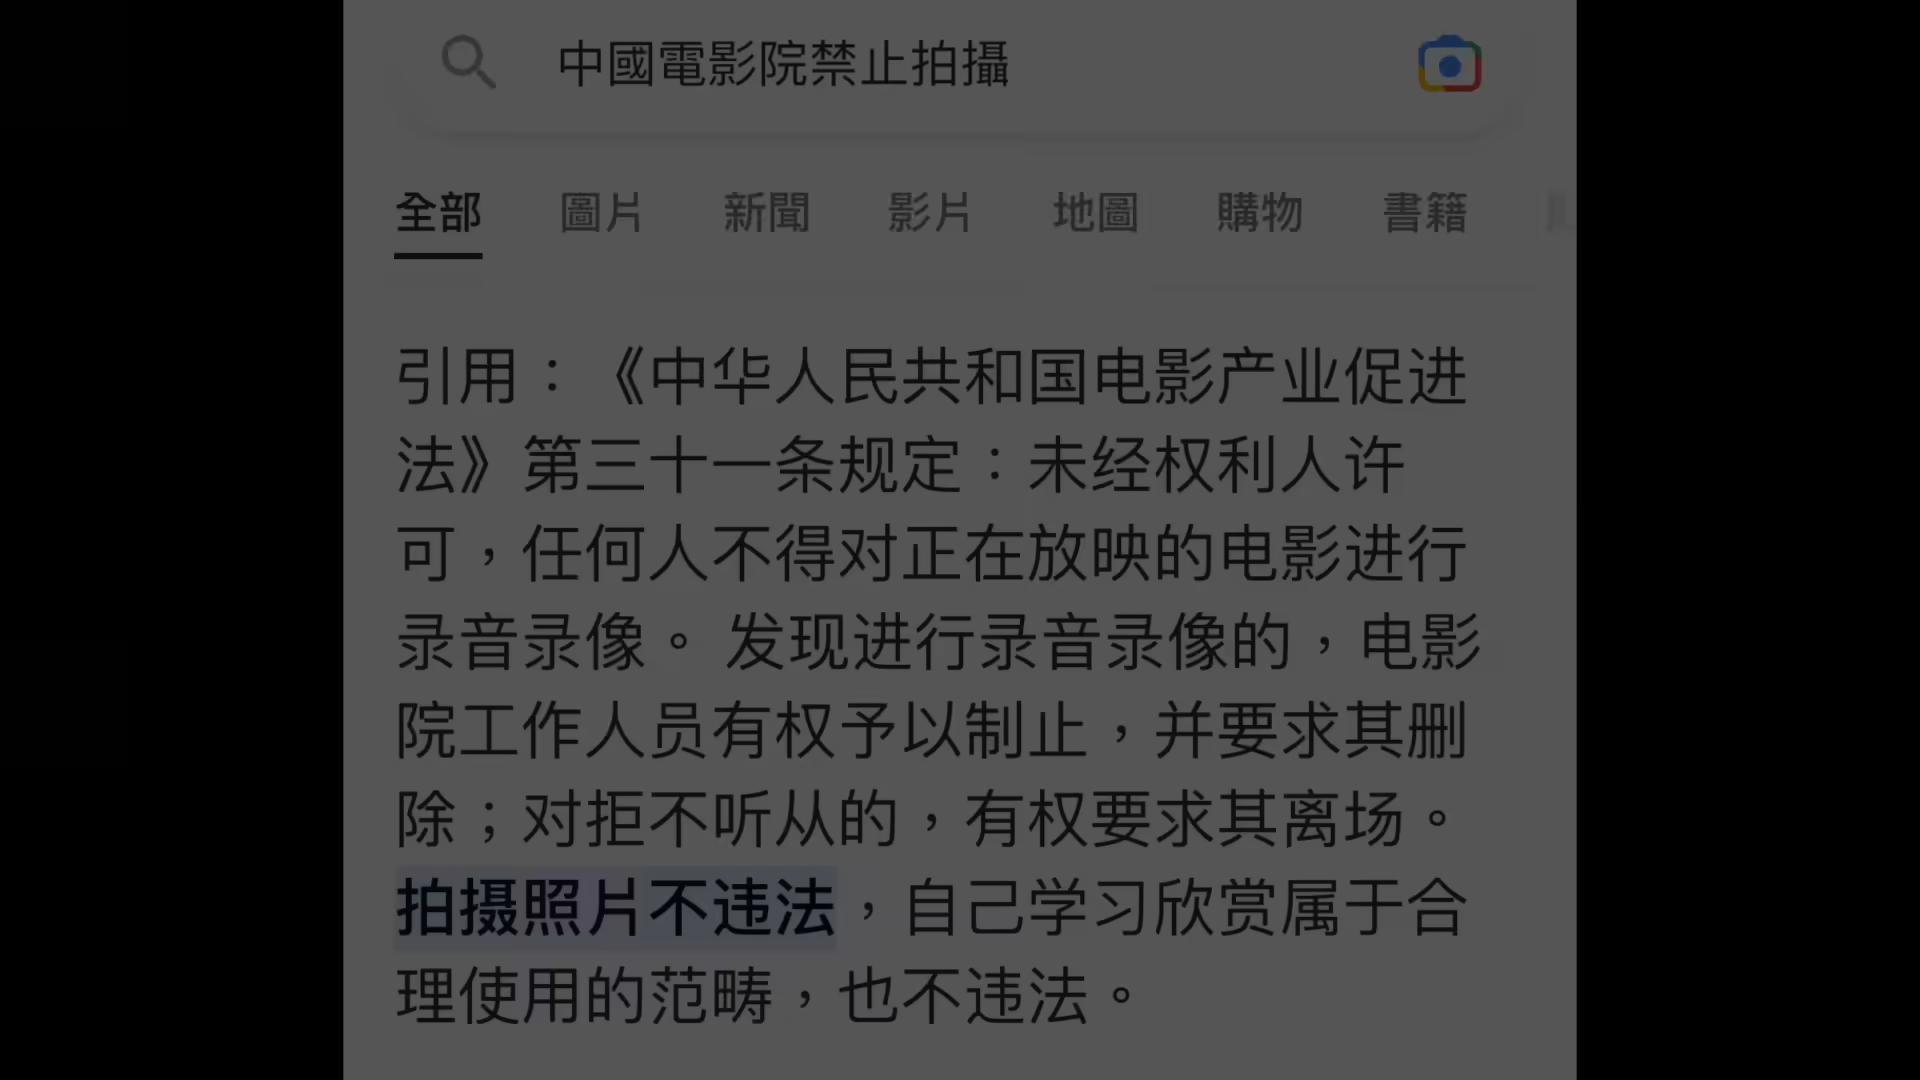 中國電影院禁止拍攝
全部 圖片 新聞 影片 地圖 購物 書籍
引用：《中华人民共和国电影产业促进
法》第三十一条规定：未经权利人许
可，任何人不得对正在放映的电影进行
录音录像。 发现进行录音录像的，电影
院工作人员有权予以制止，并要求其删
除；对拒不听从的，有权要求其离场。
拍摄照片不违法，自己学习欣赏属于合
理使用的范畴，也不违法。